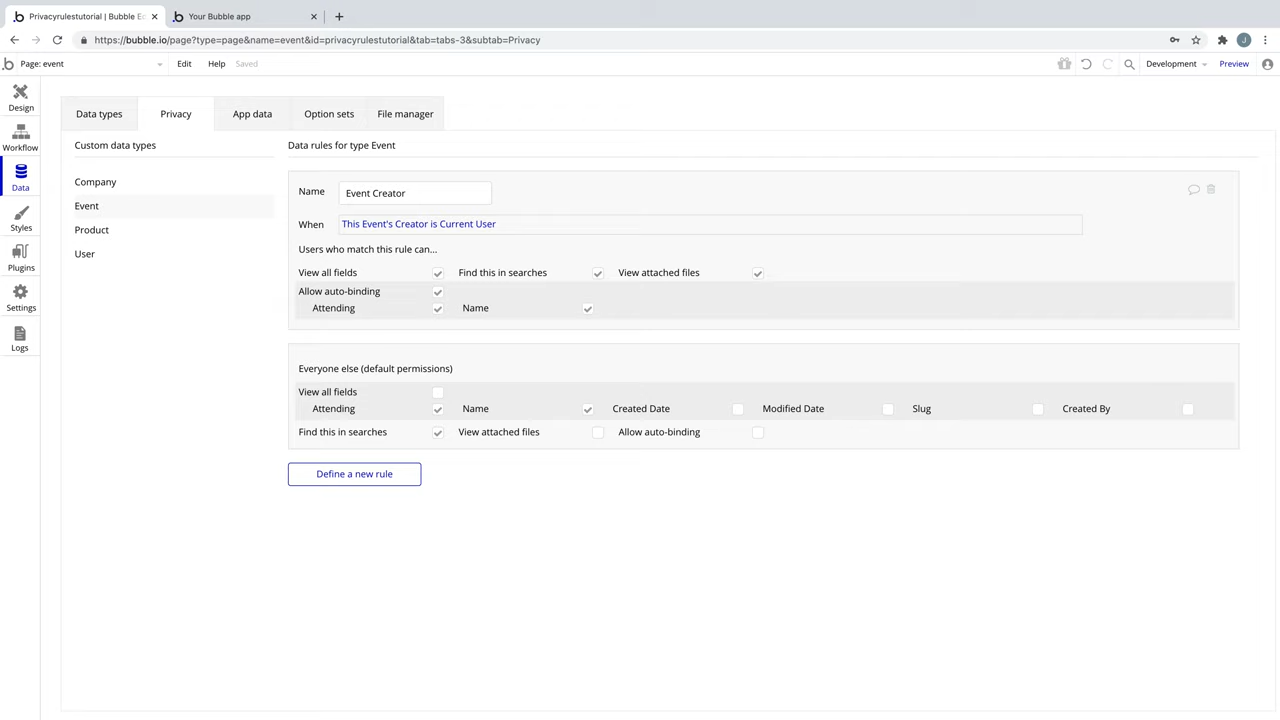 Privacyrulestutorial | Bubble Ed
Your Bubble app
https://bubble.io/page?type=page&name=event&id=privacyrulestutorial&tab=tabs-3&subtab=Privacy
J
Page: event
Edit
Help
Saved
Development
Preview
Design
Workflow
Data
Styles
Plugins
Settings
Logs
Data types
Privacy
App data
Option sets
File manager
Custom data types
Company
Event
Product
User
Data rules for type Event
Name
Event Creator
When
This Event's Creator is Current User
Users who match this rule can...
View all fields
Find this in searches
View attached files
Allow auto-binding
Attending
Name
Everyone else (default permissions)
View all fields
Attending
Name
Created Date
Modified Date
Slug
Created By
Find this in searches
View attached files
Allow auto-binding
Define a new rule